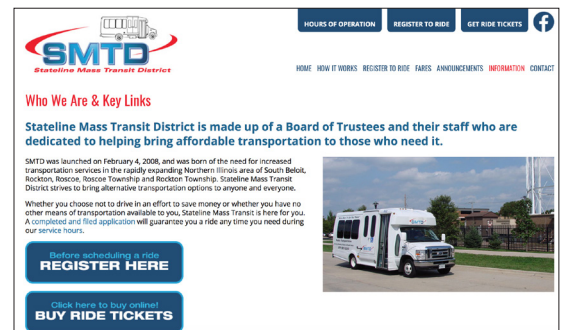 HOURS OF OPERATION
REGISTER TO RIDE
GET RIDE TICKETS
SMTD
Stateline Mass Transit District
HOME HOW IT WORKS REGISTER TO RIDE FARES ANNOUNCEMENTS INFORMATION CONTACT
Who We Are & Key Links
Stateline Mass Transit District is made up of a Board of Trustees and their staff who are
dedicated to helping bring affordable transportation to those who need it.
SMTD was launched on February 4, 2008, and was born of the need for increased
transportation services in the rapidly expanding Northern Illinois area of South Beloit,
Rockton, Roscoe, Roscoe Township and Rockton Township. Stateline Mass Transit
District strives to bring alternative transportation options to anyone and everyone.
Whether you choose not to drive in an effort to save money or whether you have no
other means of transportation available to you, Stateline Mass Transit is here for you.
A completed and filed application will guarantee you a ride any time you need during
our service hours.
SMTD
Before scheduling a ride
REGISTER HERE
Click here to buy online!
BUY RIDE TICKETS